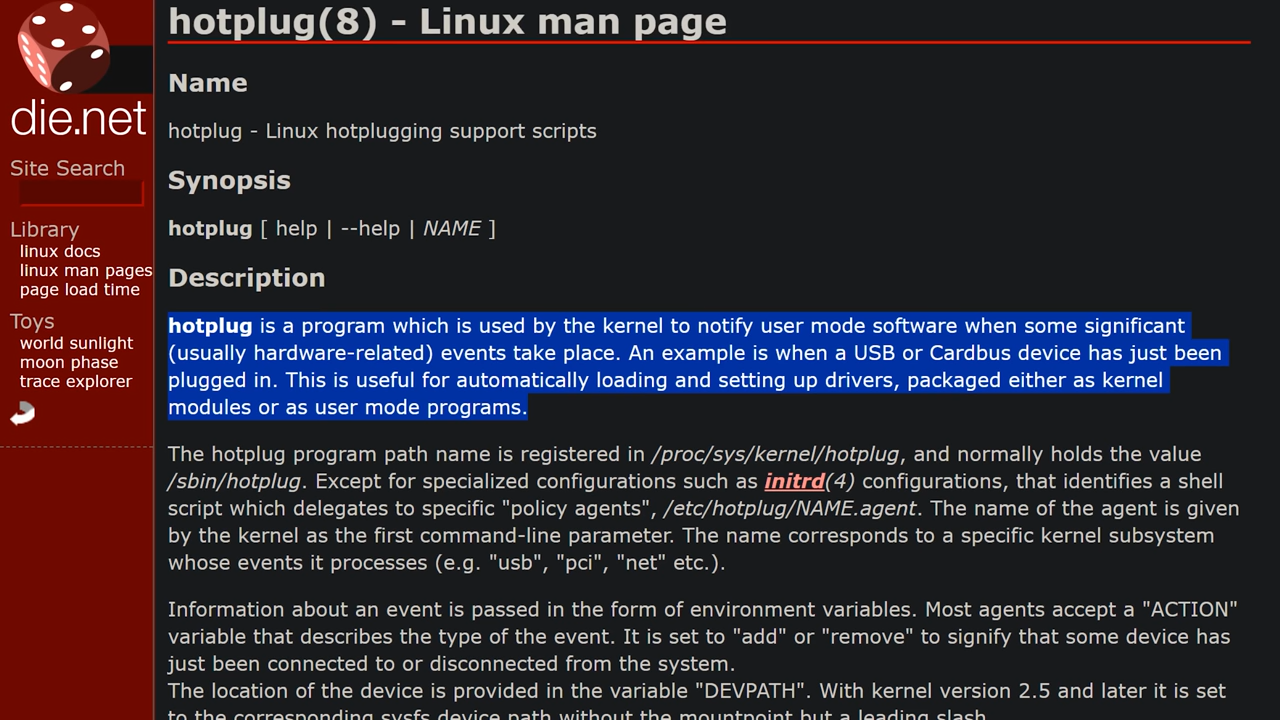 hotplug(8) - Linux man page
die.net
Site Search
Library
linux docs
linux man pages
page load time
Toys
world sunlight
moon phase
trace explorer
Name
hotplug - Linux hotplugging support scripts
Synopsis
hotplug [ help | --help | NAME ]
Description
hotplug is a program which is used by the kernel to notify user mode software when some significant
(usually hardware-related) events take place. An example is when a USB or Cardbus device has just been
plugged in. This is useful for automatically loading and setting up drivers, packaged either as kernel
modules or as user mode programs.
The hotplug program path name is registered in /proc/sys/kernel/hotplug, and normally holds the value
/sbin/hotplug. Except for specialized configurations such as initrd(4) configurations, that identifies a shell
script which delegates to specific "policy agents", /etc/hotplug/NAME.agent. The name of the agent is given
by the kernel as the first command-line parameter. The name corresponds to a specific kernel subsystem
whose events it processes (e.g. "usb", "pci", "net" etc.).
Information about an event is passed in the form of environment variables. Most agents accept a "ACTION"
variable that describes the type of the event. It is set to "add" or "remove" to signify that some device has
just been connected to or disconnected from the system.
The location of the device is provided in the variable "DEVPATH". With kernel version 2.5 and later it is set
to the corresponding sysfs device path without the mountpoint but a leading slash.